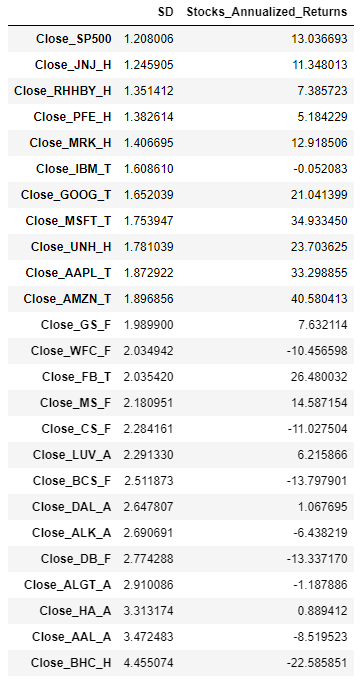 SD Stocks_Annualized_Returns
Close_SP500 1.208006 13.036693
Close_JNJ_H 1.245905 11.348013
Close_RHHBY_H 1.351412 7.385723
Close_PFE_H 1.382614 5.184229
Close_MRK_H 1.406695 12.918506
Close_IBM_T 1.608610 -0.052083
Close_GOOG_T 1.652039 21.041399
Close_MSFT_T 1.753947 34.933450
Close_UNH_H 1.781039 23.703625
Close_AAPL_T 1.872922 33.298855
Close_AMZN_T 1.896856 40.580413
Close_GS_F 1.989900 7.632114
Close_WFC_F 2.034942 -10.456598
Close_FB_T 2.035420 26.480032
Close_MS_F 2.180951 14.587154
Close_CS_F 2.284161 -11.027504
Close_LUV_A 2.291330 6.215866
Close_BCS_F 2.511873 -13.797901
Close_DAL_A 2.647807 1.067695
Close_ALK_A 2.690691 -6.438219
Close_DB_F 2.774288 -13.337170
Close_ALGT_A 2.910086 -1.187886
Close_HA_A 3.313174 0.889412
Close_AAL_A 3.472483 -8.519523
Close_BHC_H 4.455074 -22.585851